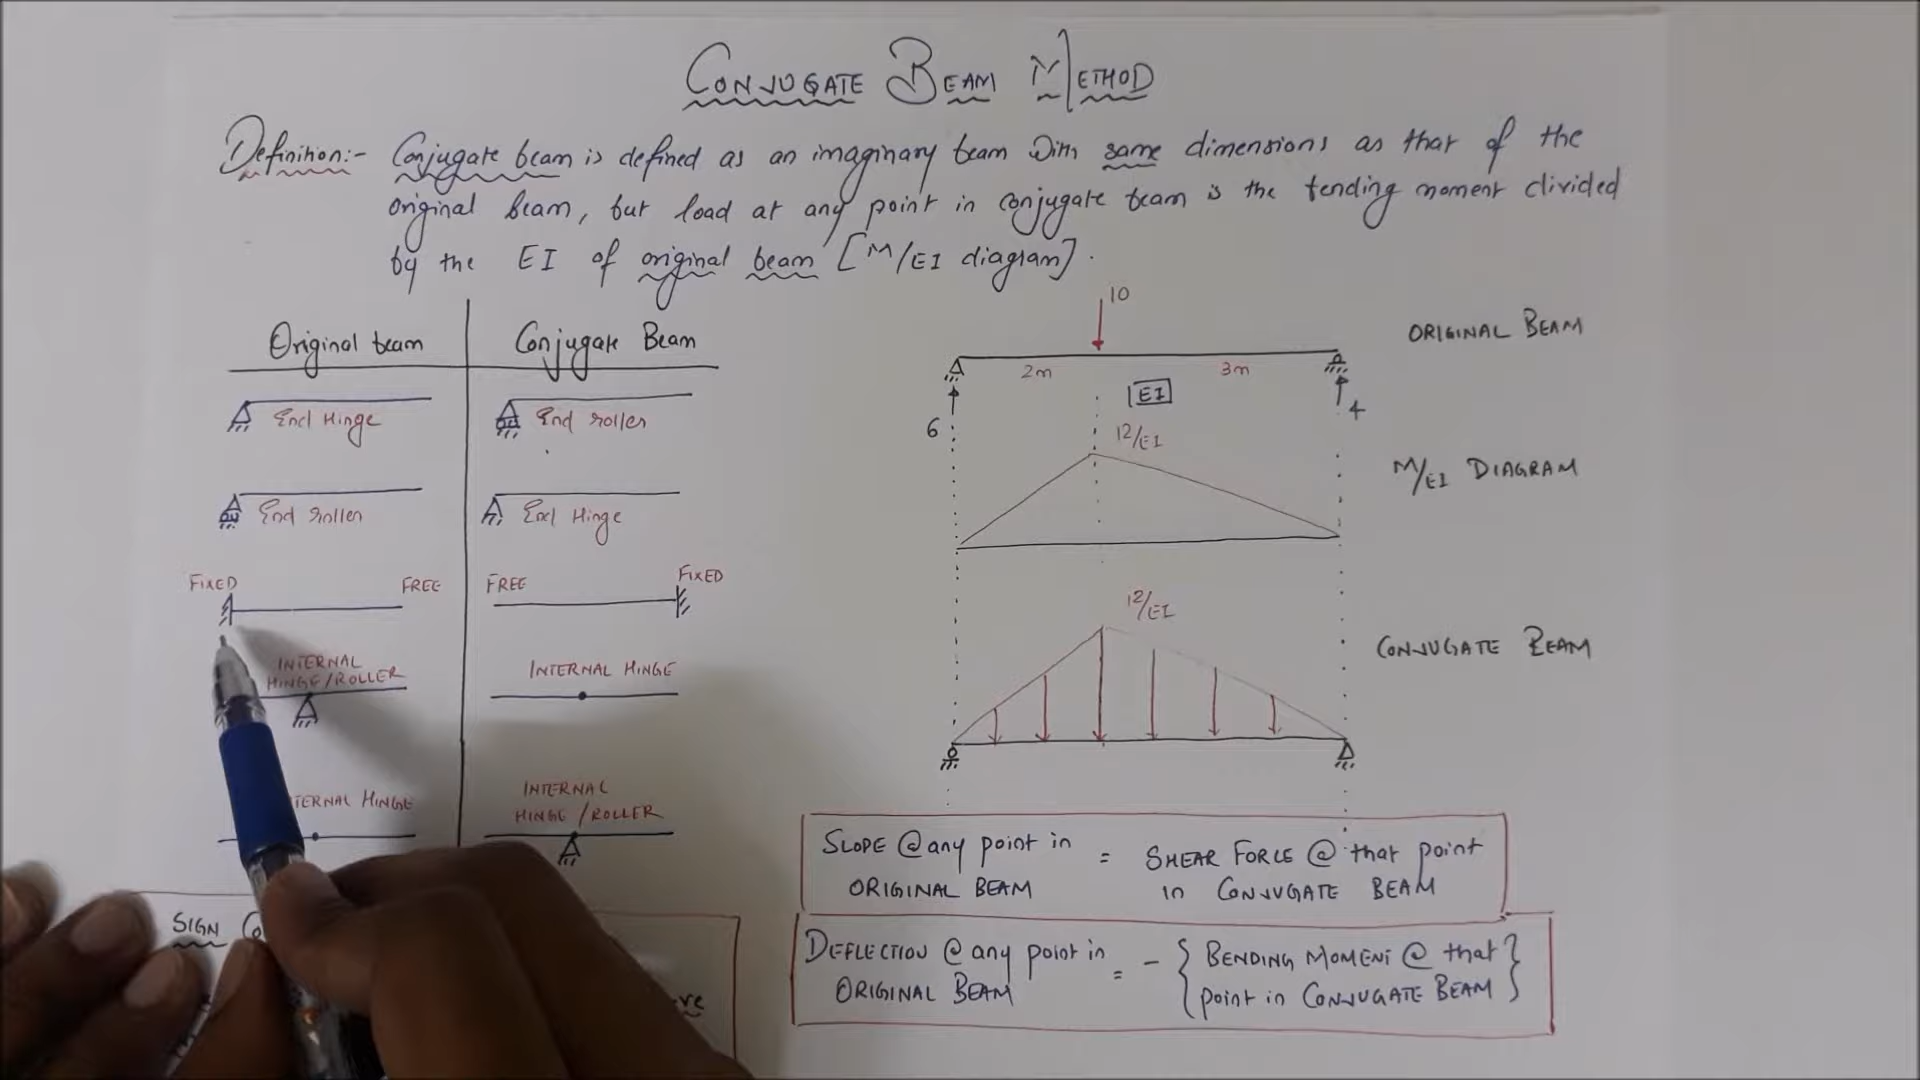 CONJUGATE BEAM METHOD
Definition:- Conjugate beam is defined as an imaginary beam with same dimensions as that of the
original beam, but load at any point in conjugate beam is the bending moment divided
by the EI of original beam [M/EI diagram].
Original beam
Conjugate Beam
End Hinge
End roller
End roller
End Hinge
FIXED
FREE
FREE
FIXED
INTERNAL
HINGE/ROLLER
INTERNAL HINGE
TERNAL HINGE
INTERNAL
HINGE/ROLLER
SIGN
10
ORIGINAL BEAM
2m
3m
EI
6
4
12/EI
M/EI DIAGRAM
12/EI
CONJUGATE BEAM
SLOPE @ any point in = SHEAR FORCE @ that point
ORIGINAL BEAM in CONJUGATE BEAM
DEFLECTION @ any point in = - { BENDING MOMENT @ that
ORIGINAL BEAM point in CONJUGATE BEAM }